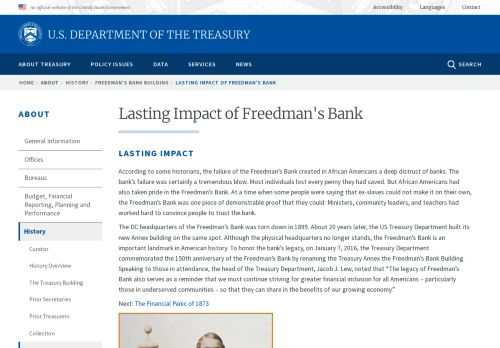 An official website of the United States Government
Accessibility Languages Contact
U.S. DEPARTMENT OF THE TREASURY
ABOUT TREASURY POLICY ISSUES DATA SERVICES NEWS SEARCH
HOME › ABOUT › HISTORY › FREEDMAN'S BANK BUILDING › LASTING IMPACT OF FREEDMAN'S BANK
ABOUT
General Information
Offices
Bureaus
Budget, Financial
Reporting, Planning and
Performance
History
Curator
History Overview
The Treasury Building
Prior Secretaries
Prior Treasurers
Collection
Lasting Impact of Freedman's Bank
LASTING IMPACT
According to some historians, the failure of the Freedman's Bank created in African Americans a deep distrust of banks. The
bank's failure was certainly a tremendous blow. Most individuals lost every penny they had saved. But African Americans had
also taken pride in the Freedman's Bank. At a time when some people were saying that ex-slaves could not make it on their own,
the Freedman's Bank was one piece of demonstrable proof that they could. Ministers, community leaders, and teachers had
worked hard to convince people to trust the bank.
The DC headquarters of the Freedman's Bank was torn down in 1899. About 20 years later, the US Treasury Department built its
new Annex building on the same spot. Although the physical headquarters no longer stands, the Freedman's Bank is an
important landmark in American history. To honor the bank's legacy, on January 7, 2016, the Treasury Department
commemorated the 150th anniversary of the Freedman's Bank by renaming the Treasury Annex the Freedman's Bank Building.
Speaking to those in attendance, the head of the Treasury Department, Jacob J. Lew, noted that "The legacy of Freedman's
Bank also serves as a reminder that we must continue striving for greater financial inclusion for all Americans – particularly
those in underserved communities – so that they can share in the benefits of our growing economy."
Next: The Financial Panic of 1873